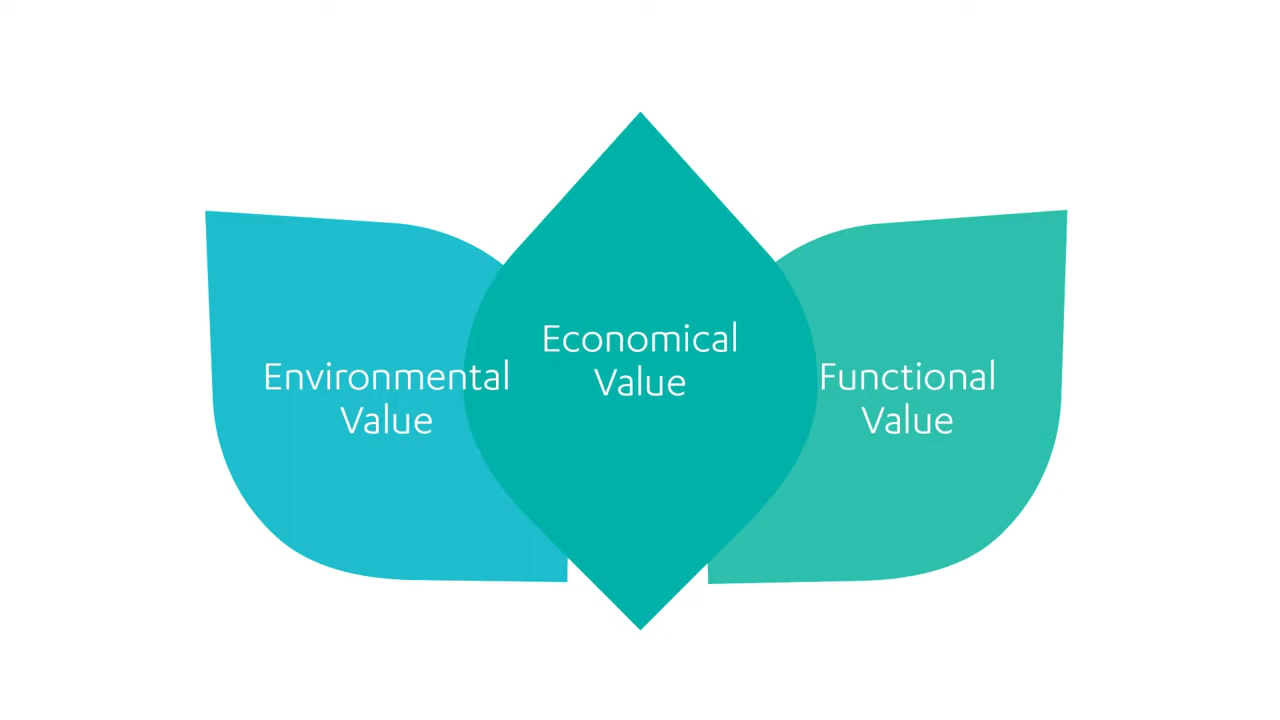 Environmental
Value
Economical
Value
Functional
Value